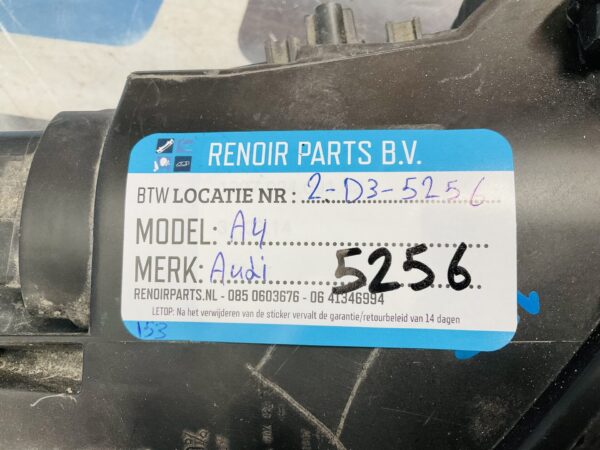 RENOIR PARTS B.V.
BTW LOCATIE NR: 2-D3-5256
MODEL: A4
MERK: Audi 5256
RENOIRPARTS.NL - 085 0603676 - 06 41346994
LETOP: Na het verwijderen van de sticker vervalt de garantie/retourbeleid van 14 dagen
153